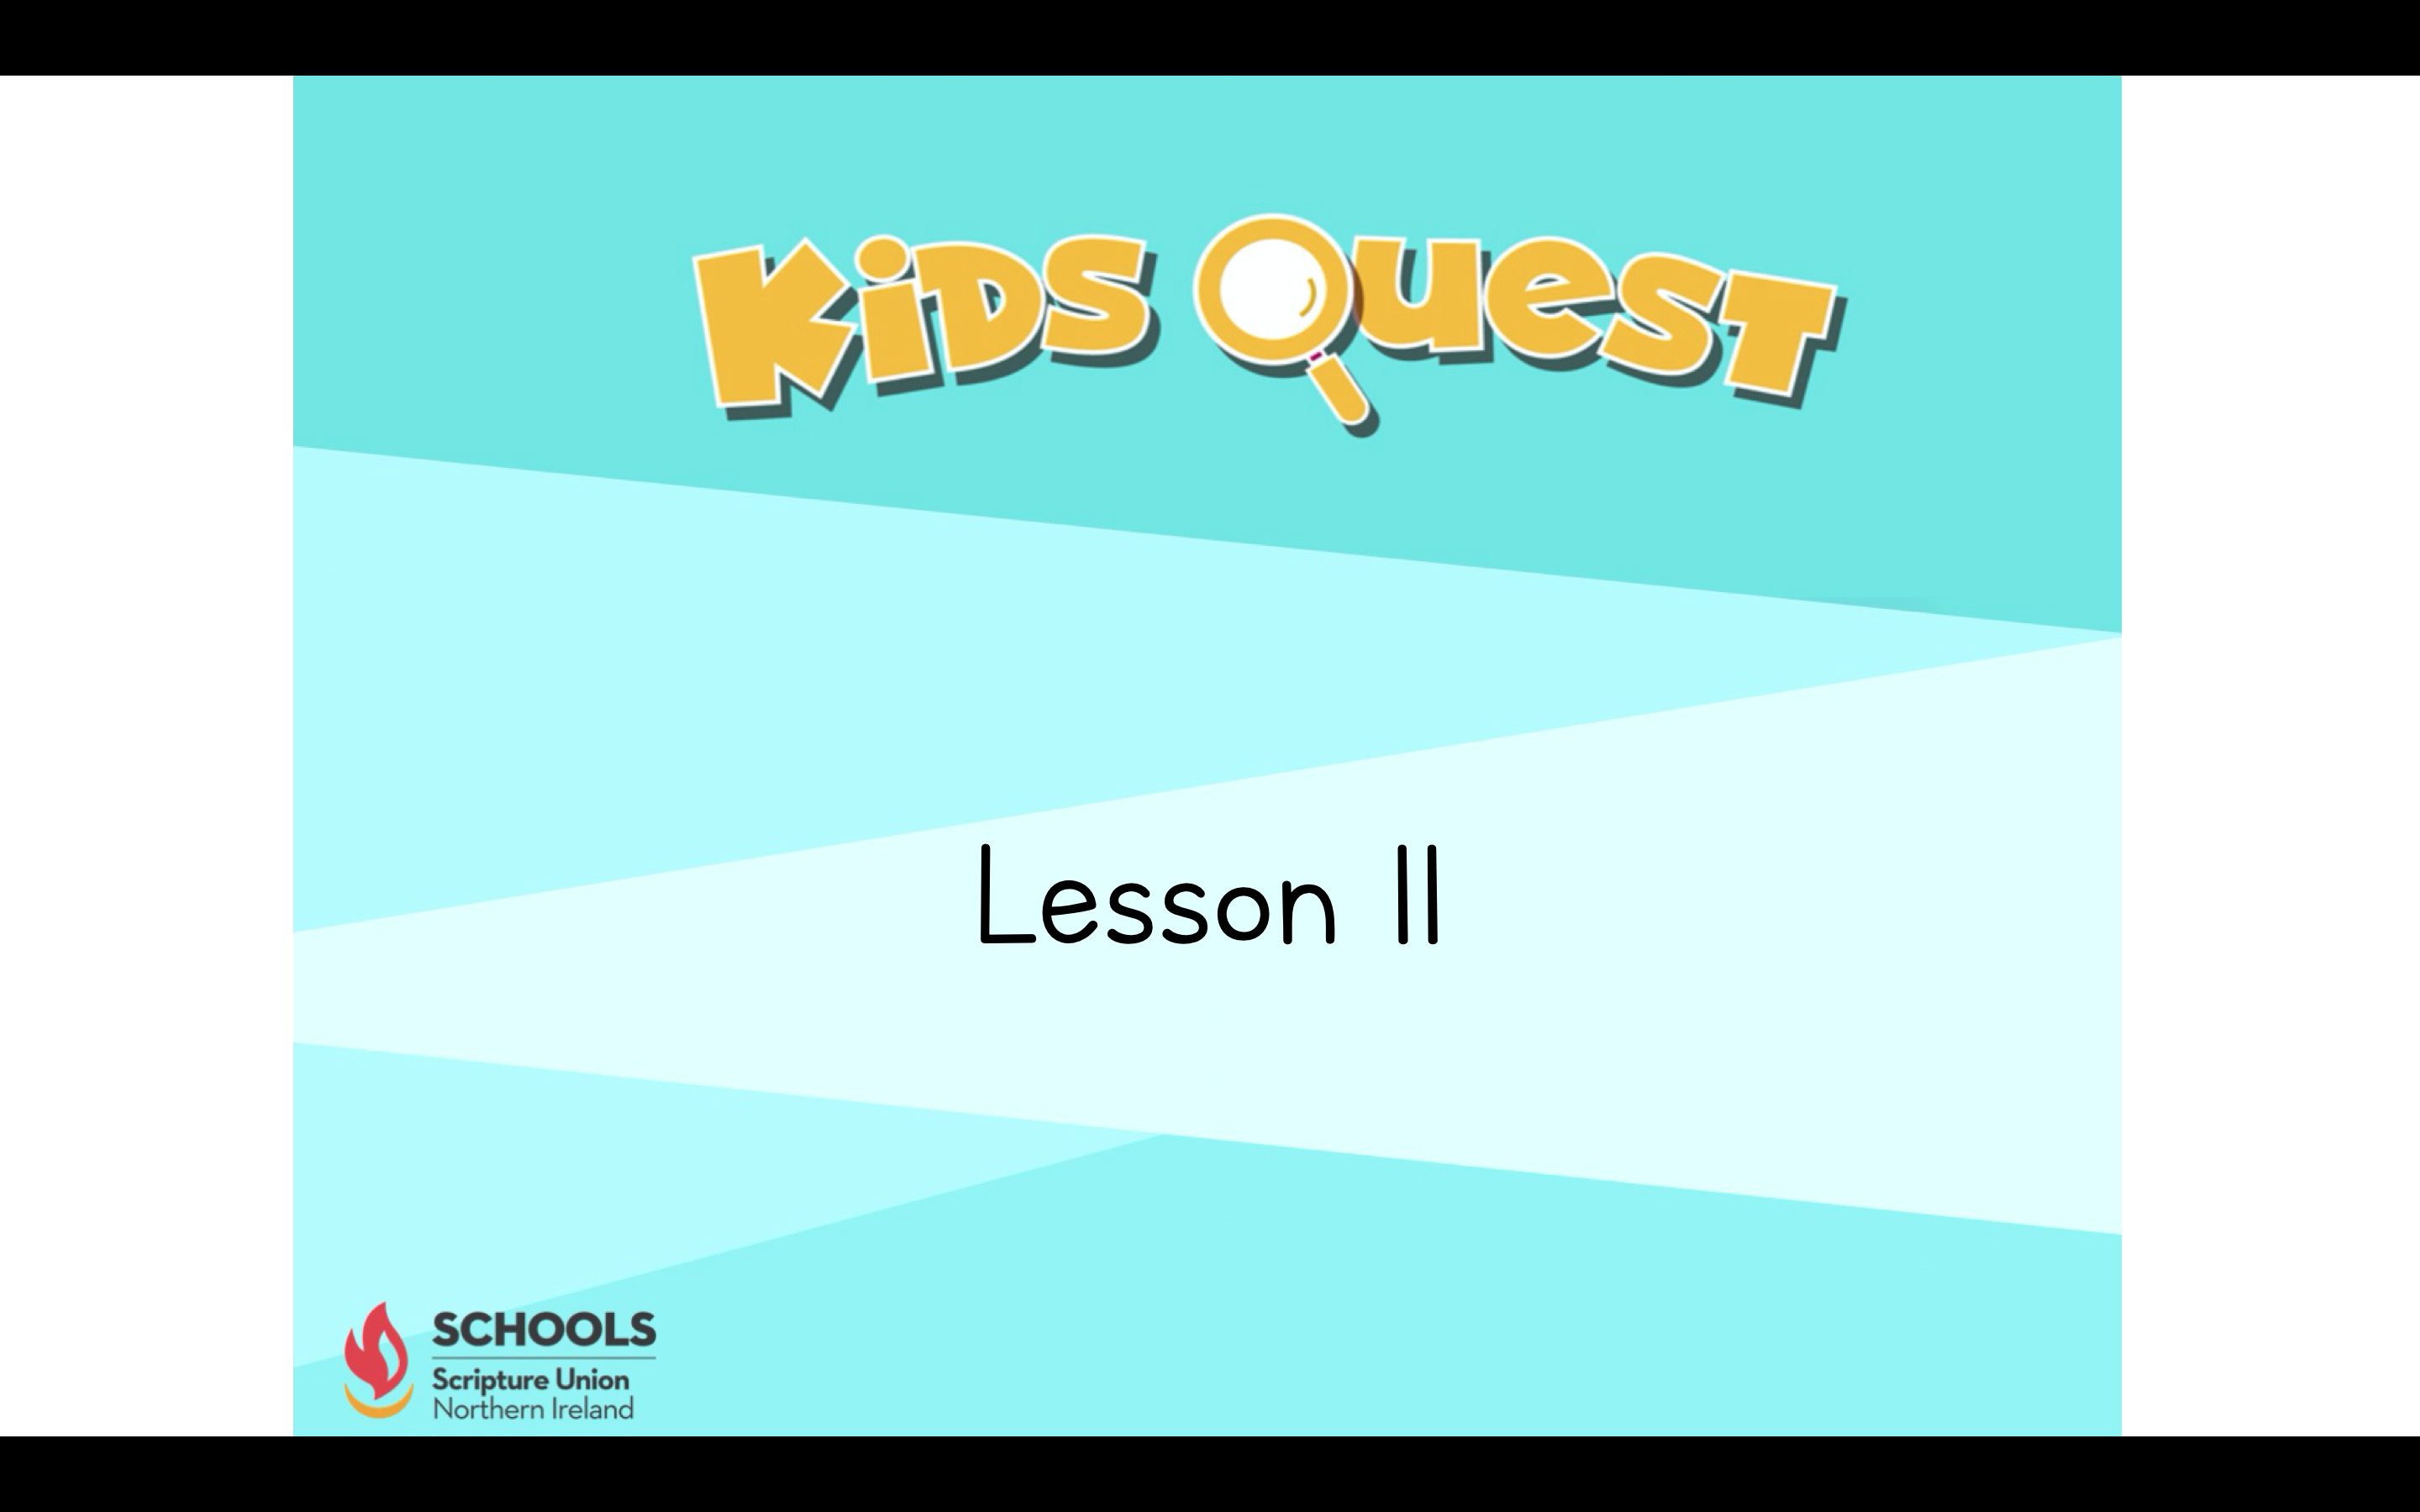 KiDS QuesT
Lesson 11
SCHOOLS
Scripture Union
Northern Ireland